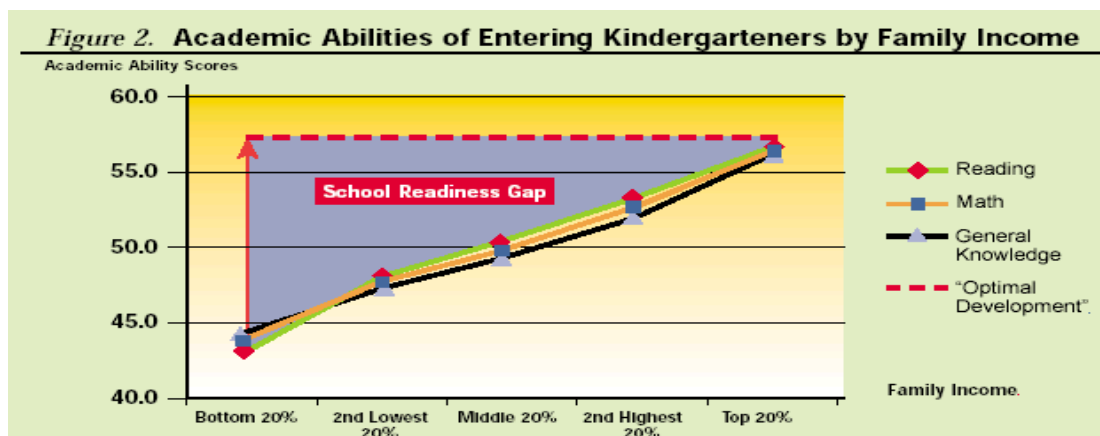 Figure 2. Academic Abilities of Entering Kindergarteners by Family Income
Academic Ability Scores
60.0
55.0
50.0
45.0
40.0
School Readiness Gap
Reading
Math
General
Knowledge
"Optimal
Development".
Family Income.
Bottom 20%
2nd Lowest
20%
Middle 20%
2nd Highest
20%
Top 20%